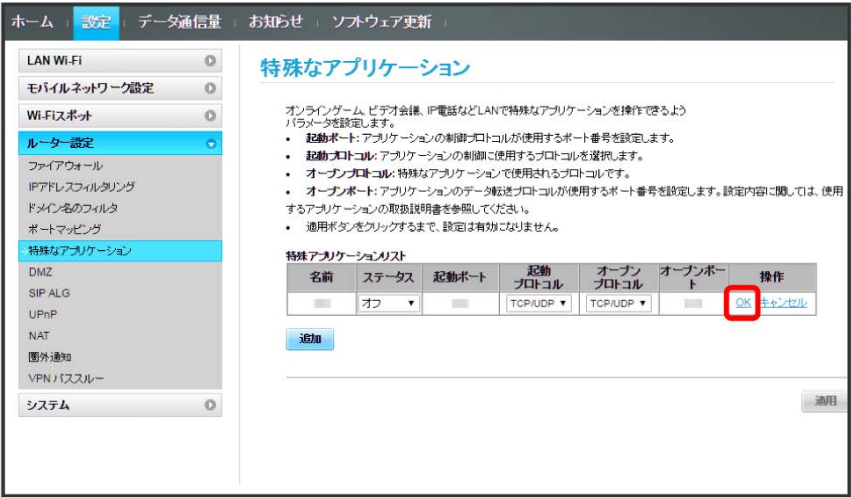 ホーム 設定 データ通信量 お知らせ ソフトウェア更新
LAN Wi-Fi
モバイルネットワーク設定
Wi-Fiスポット
ルーター設定
ファイアウォール
IPアドレスフィルタリング
ドメイン名のフィルタ
ポートマッピング
特殊なアプリケーション
DMZ
SIP ALG
UPnP
NAT
圏外通知
VPN パススルー
システム
特殊なアプリケーション
オンラインゲーム、ビデオ会議、IP電話などLANで特殊なアプリケーションを操作できるよう
パラメータを設定します。
• 起動ポート: アプリケーションの制御プロトコルが使用するポート番号を設定します。
• 起動プロトコル: アプリケーションの制御に使用するプロトコルを選択します。
• オープンプロトコル: 特殊なアプリケーションで使用されるプロトコルです。
• オープンポート: アプリケーションのデータ転送プロトコルが使用するポート番号を設定します。設定内容に関しては、使用
するアプリケーションの取扱説明書を参照してください。
• 適用ボタンをクリックするまで、設定は有効になりません。
特殊アプリケーションリスト
名前 ステータス 起動ポート 起動プロトコル オープンプロトコル オープンポート 操作
オフ TCP/UDP TCP/UDP OK キャンセル
追加
適用